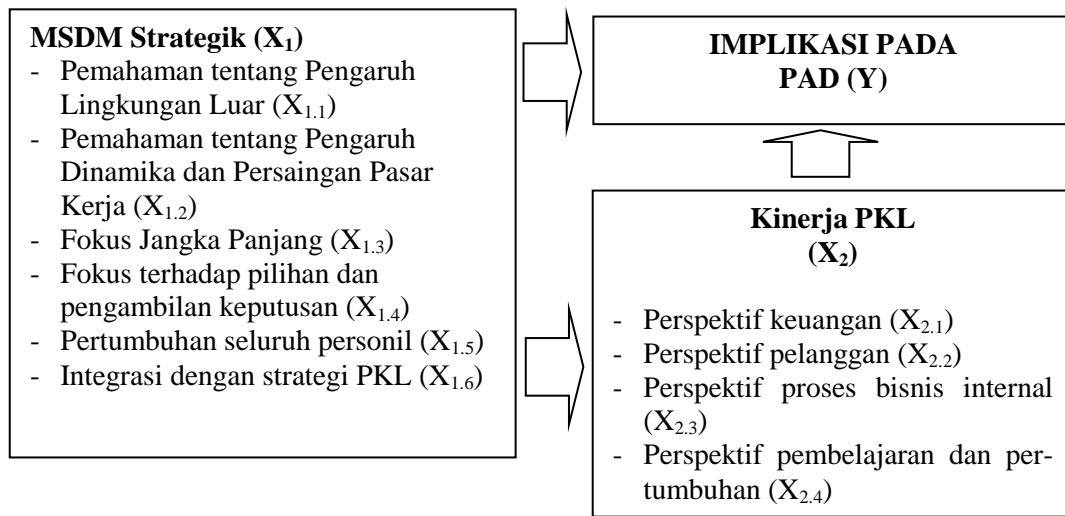 MSDM Strategik (X1)
- Pemahaman tentang Pengaruh
Lingkungan Luar (X1.1)
- Pemahaman tentang Pengaruh
Dinamika dan Persaingan Pasar
Kerja (X1.2)
- Fokus Jangka Panjang (X1.3)
- Fokus terhadap pilihan dan
pengambilan keputusan (X1.4)
- Pertumbuhan seluruh personil (X1.5)
- Integrasi dengan strategi PKL (X1.6)
IMPLIKASI PADA
PAD (Y)
Kinerja PKL
(X2)
- Perspektif keuangan (X2.1)
- Perspektif pelanggan (X2.2)
- Perspektif proses bisnis internal
(X2.3)
- Perspektif pembelajaran dan per-
tumbuhan (X2.4)